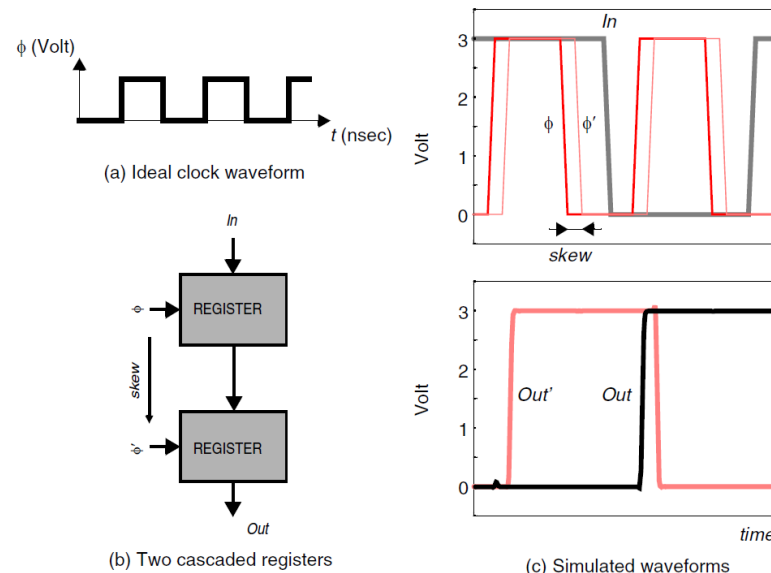 ϕ (Volt)
t (nsec)
(a) Ideal clock waveform
In
ϕ
REGISTER
skew
ϕ’
REGISTER
Out
(b) Two cascaded registers
In
3
2
Volt
ϕ
ϕ’
1
0
skew
3
2
Volt
Out’
Out
1
0
time
(c) Simulated waveforms